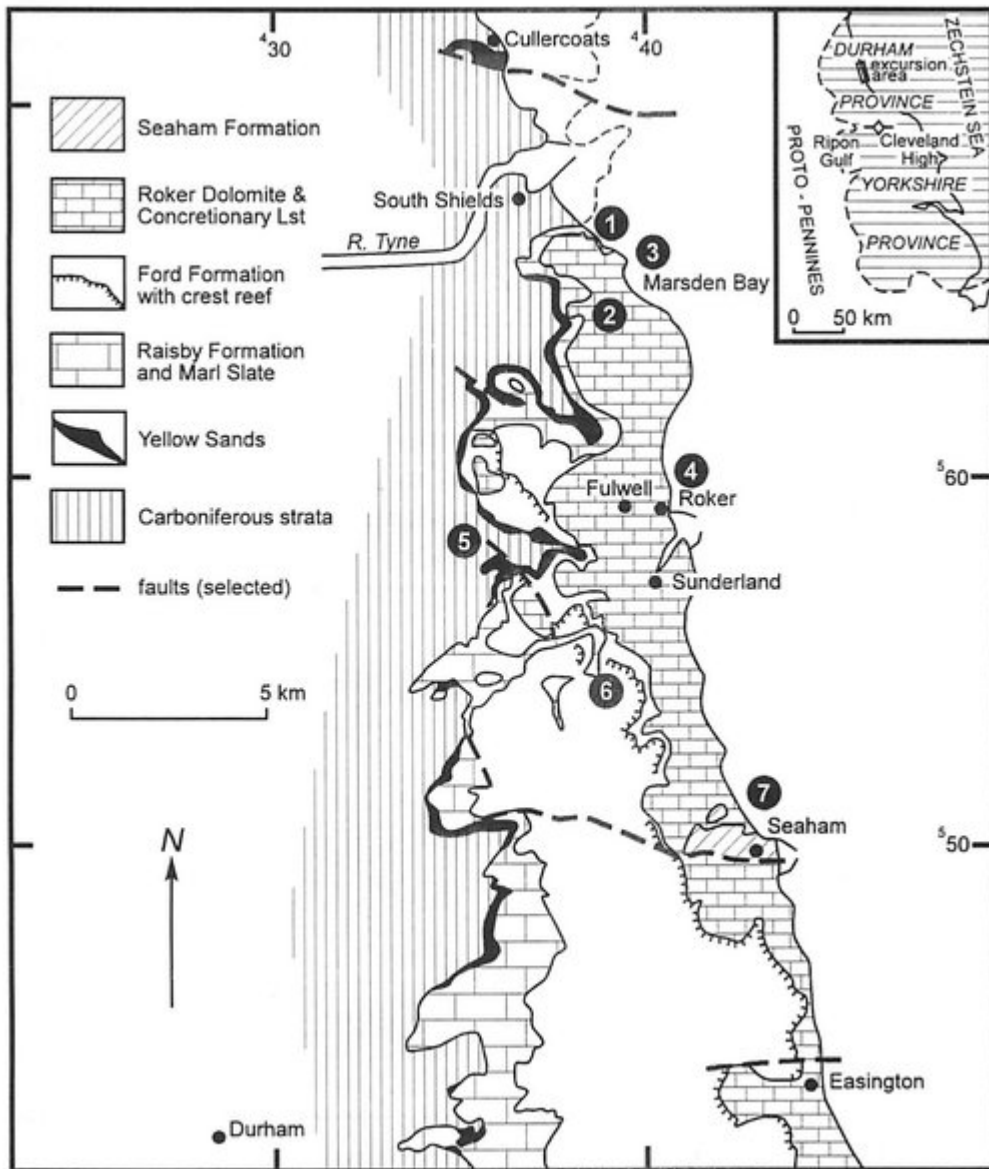 ⁴30
⁴40
Cullercoats
Seaham Formation
Roker Dolomite &
Concretionary Lst
Ford Formation
with crest reef
Raisby Formation
and Marl Slate
Yellow Sands
Carboniferous strata
faults (selected)
0 5 km
N
South Shields
R. Tyne
1
3
Marsden Bay
2
4
Fulwell
Roker
⁵60
5
Sunderland
6
7
Seaham
⁵50
Easington
Durham
DURHAM
excursion
area
PROVINCE
ZECHSTEIN SEA
Ripon
Gulf
Cleveland
High
YORKSHIRE
PROVINCE
PROTO - PENNINES
0 50 km